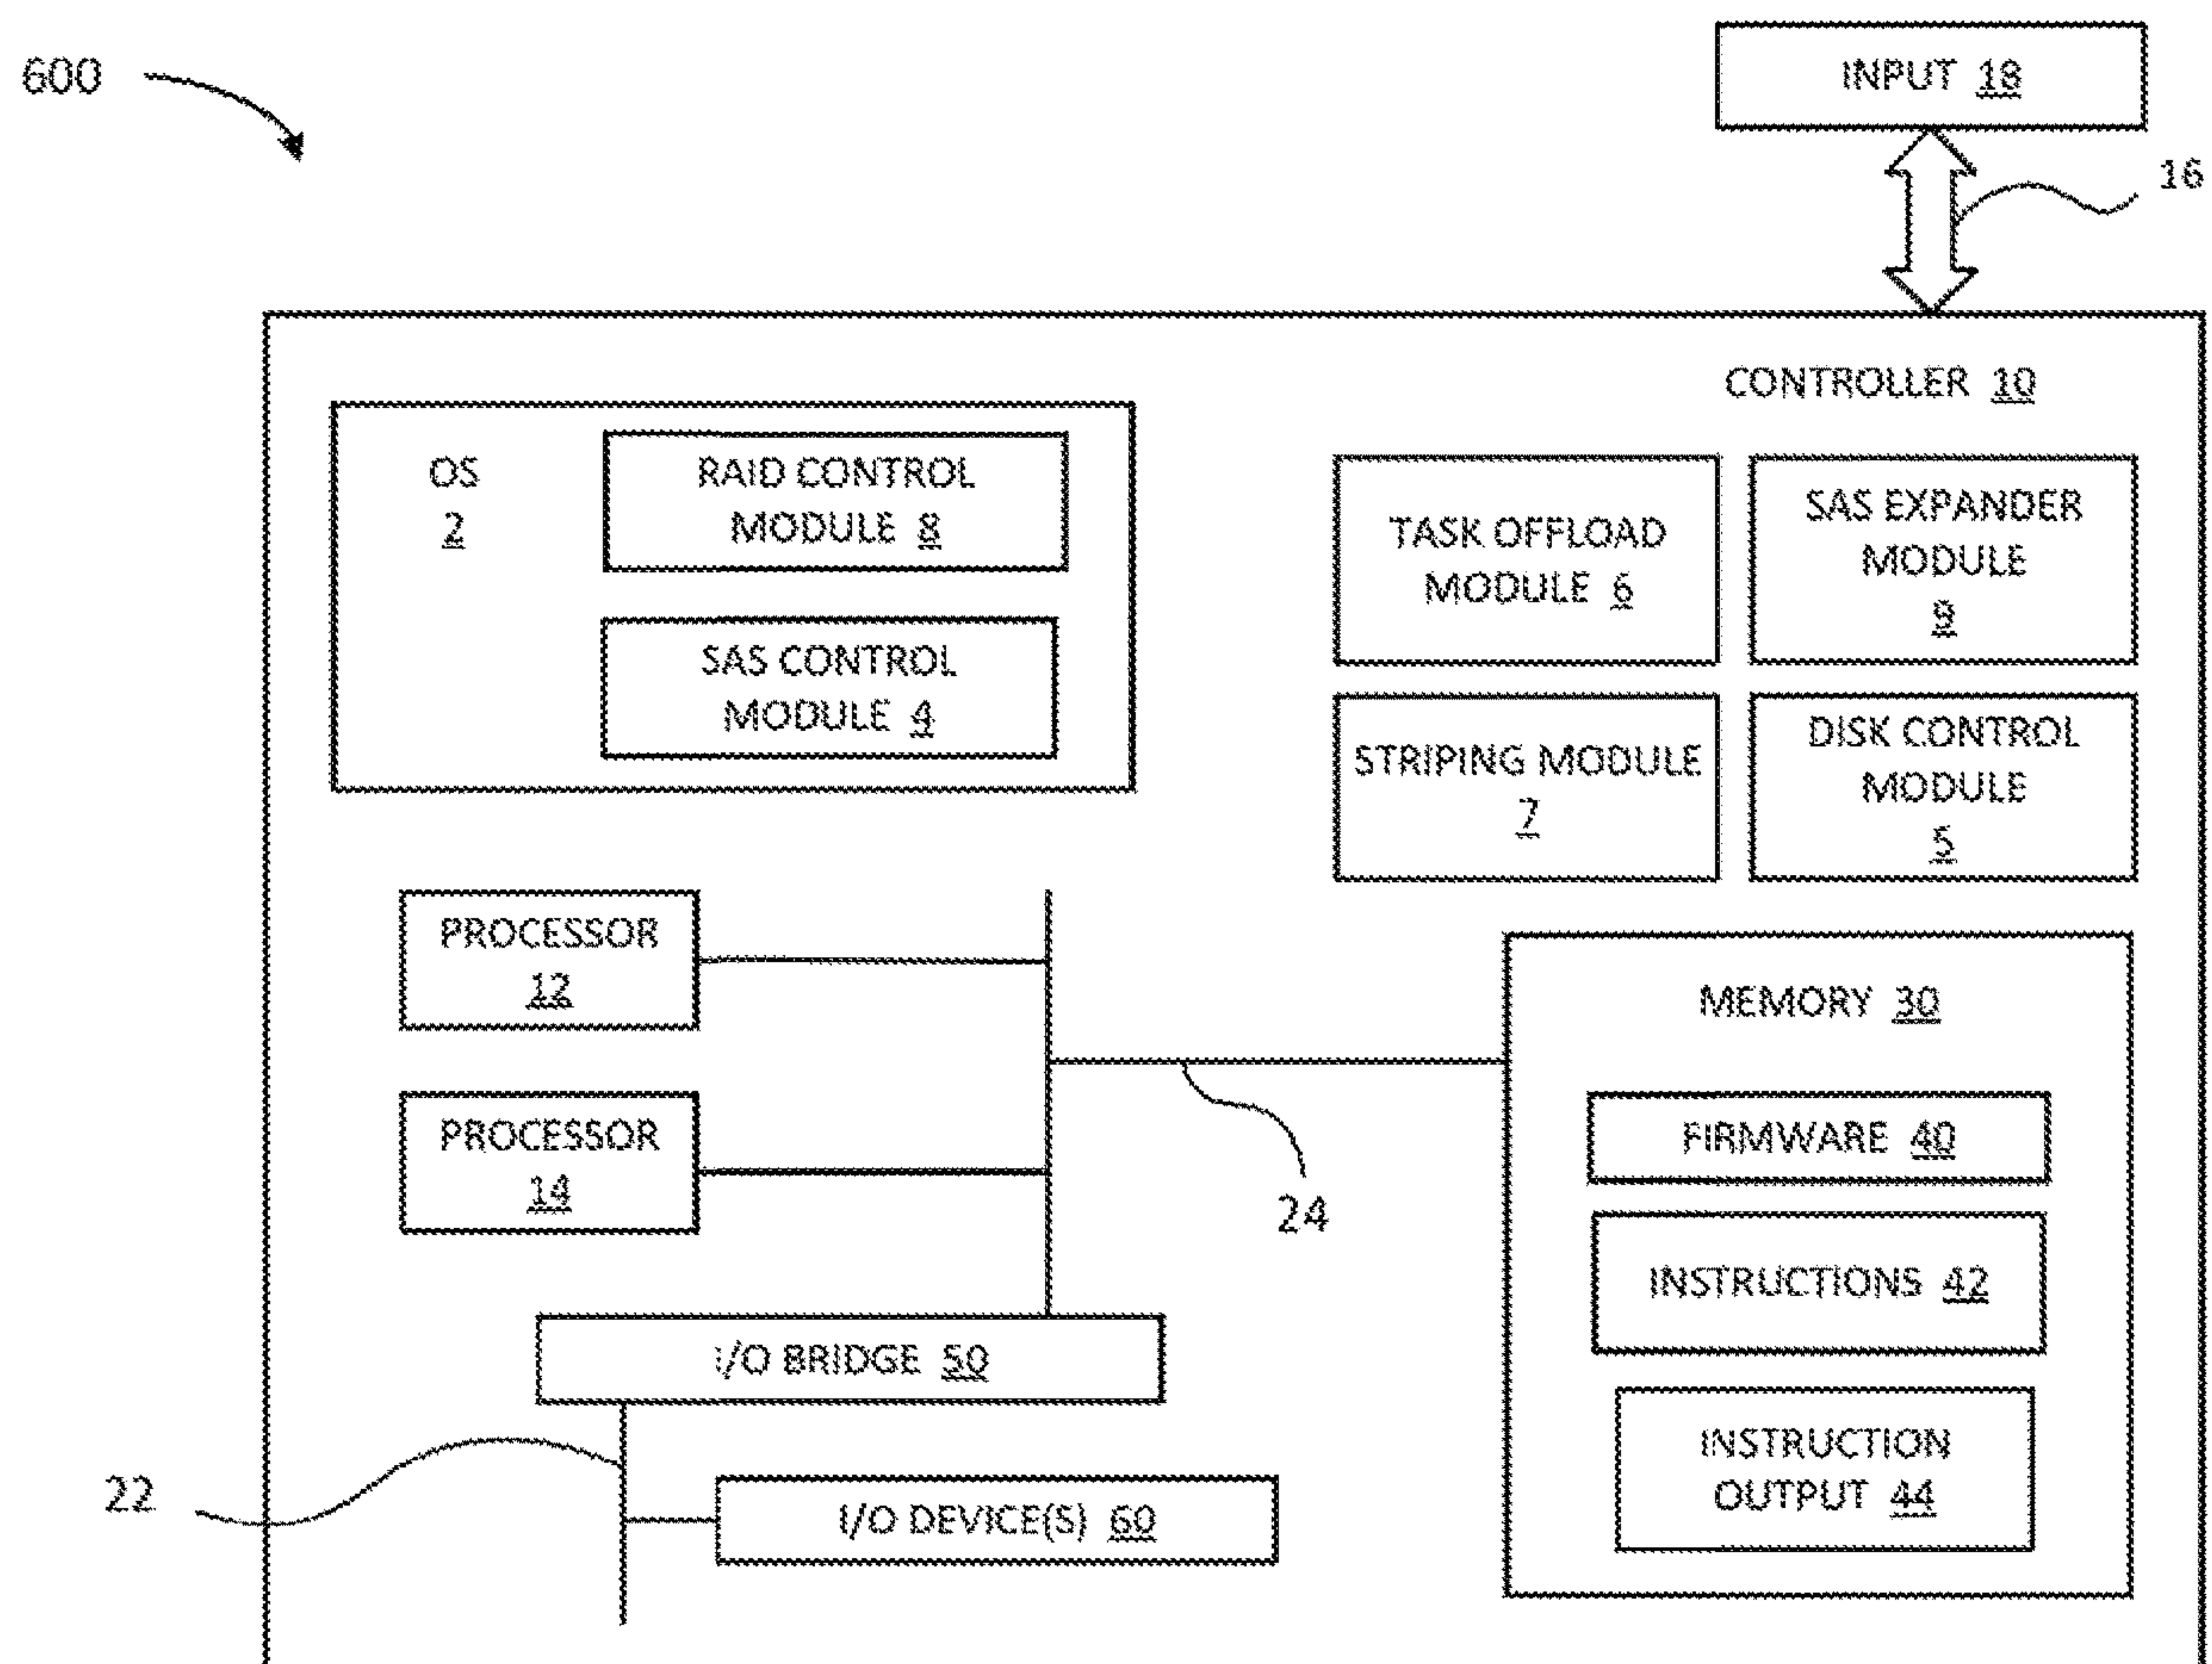 600
INPUT 18
16
CONTROLLER 10
OS
2
RAID CONTROL
MODULE 8
SAS CONTROL
MODULE 4
TASK OFFLOAD
MODULE 6
SAS EXPANDER
MODULE
9
STRIPING MODULE
7
DISK CONTROL
MODULE
5
PROCESSOR
12
PROCESSOR
14
24
MEMORY 30
FIRMWARE 40
INSTRUCTIONS 42
INSTRUCTION
OUTPUT 44
I/O BRIDGE 50
22
I/O DEVICE(S) 60